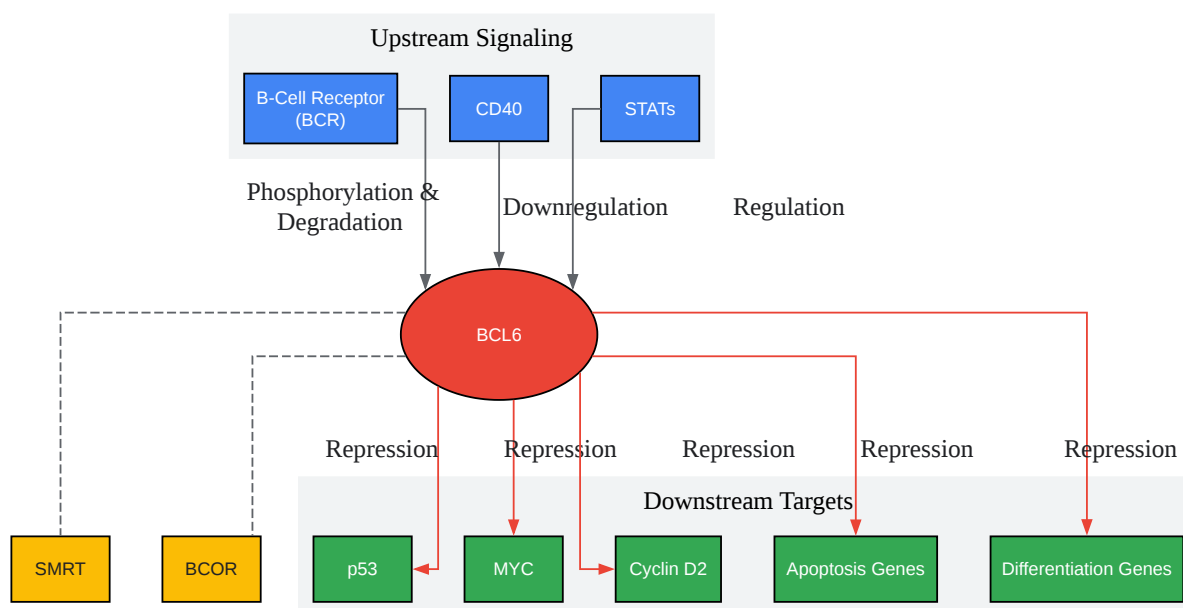 Upstream Signaling
B-Cell Receptor
(BCR)
CD40
STATs
Phosphorylation &
Degradation
Downregulation
Regulation
BCL6
Repression
Repression
Repression
Repression
Repression
Downstream Targets
SMRT
BCOR
p53
MYC
Cyclin D2
Apoptosis Genes
Differentiation Genes